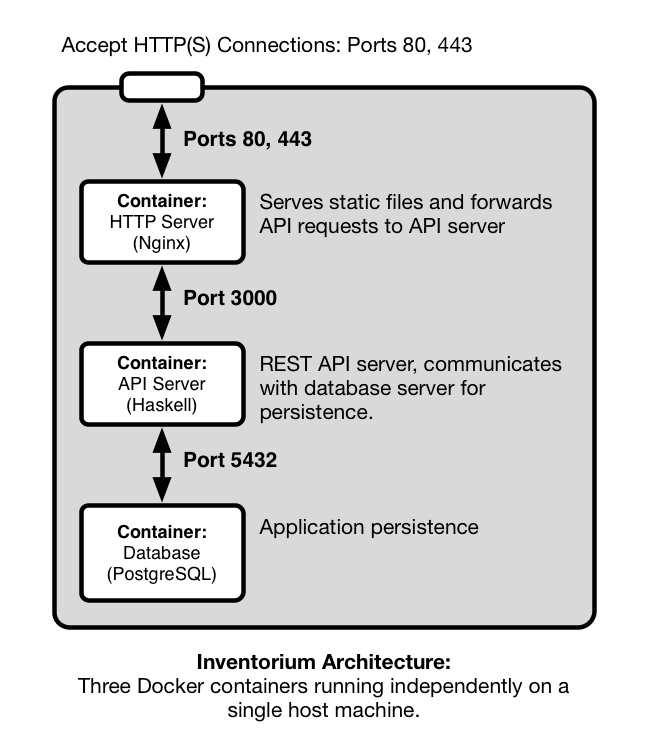 Accept HTTP(S) Connections: Ports 80, 443
Ports 80, 443
Container:
HTTP Server
(Nginx)
Serves static files and forwards
API requests to API server
Port 3000
Container:
API Server
(Haskell)
REST API server, communicates
with database server for
persistence.
Port 5432
Container:
Database
(PostgreSQL)
Application persistence
Inventorium Architecture:
Three Docker containers running independently on a
single host machine.